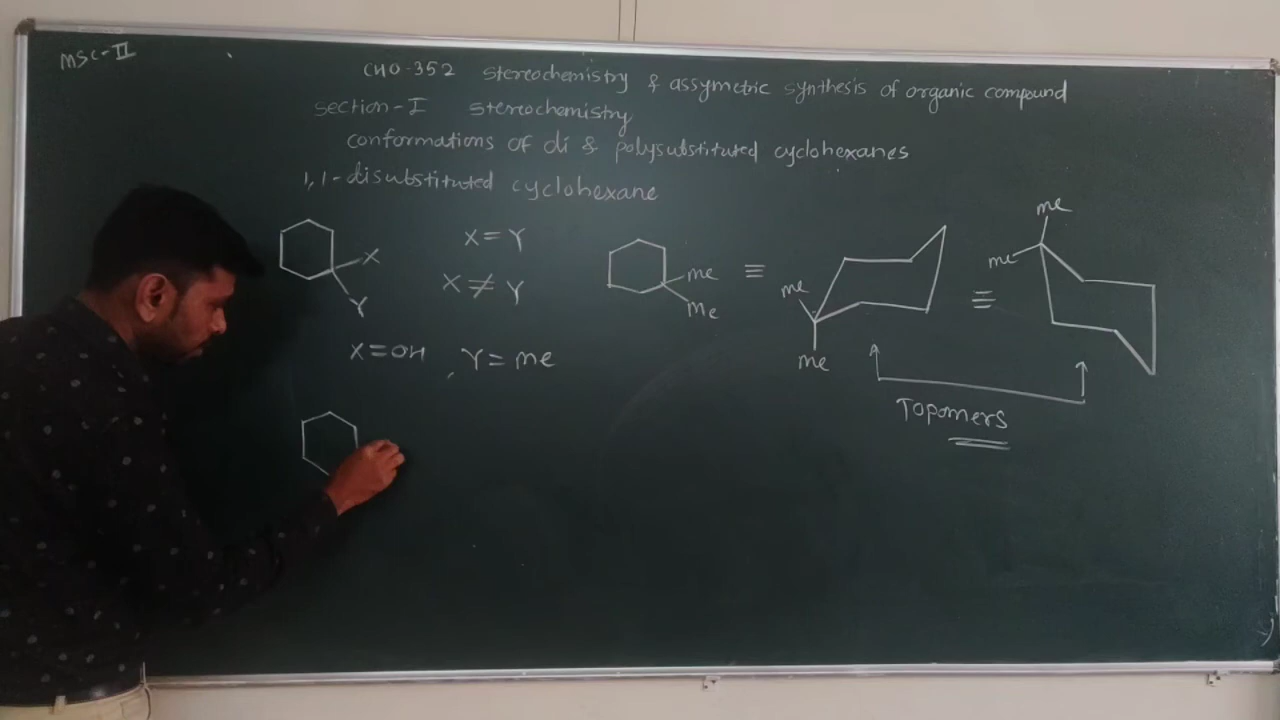 MSC-II
CHO-352 stereochemistry & assymetric synthesis of organic compound
section-I stereochemistry
conformations of di & polysubstituted cyclohexanes
1,1-disubstituted cyclohexane
X
Y
X=Y
X≠Y
X=OH, Y=me
me
Me
≡
me
me
≡
me
me
Topomers